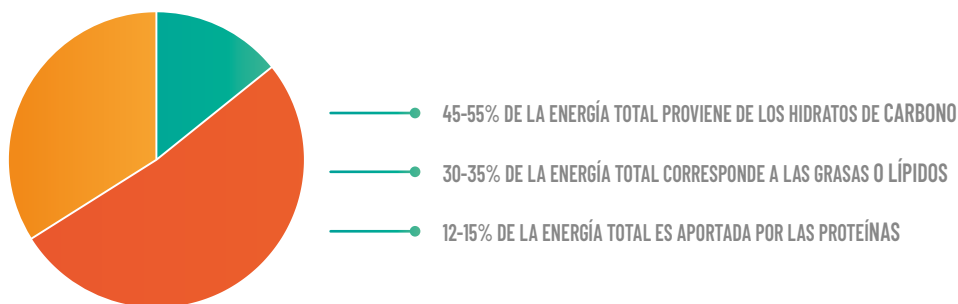 45-55% DE LA ENERGÍA TOTAL PROVIENE DE LOS HIDRATOS DE CARBONO
30-35% DE LA ENERGÍA TOTAL CORRESPONDE A LAS GRASAS O LÍPIDOS
12-15% DE LA ENERGÍA TOTAL ES APORTADA POR LAS PROTEÍNAS